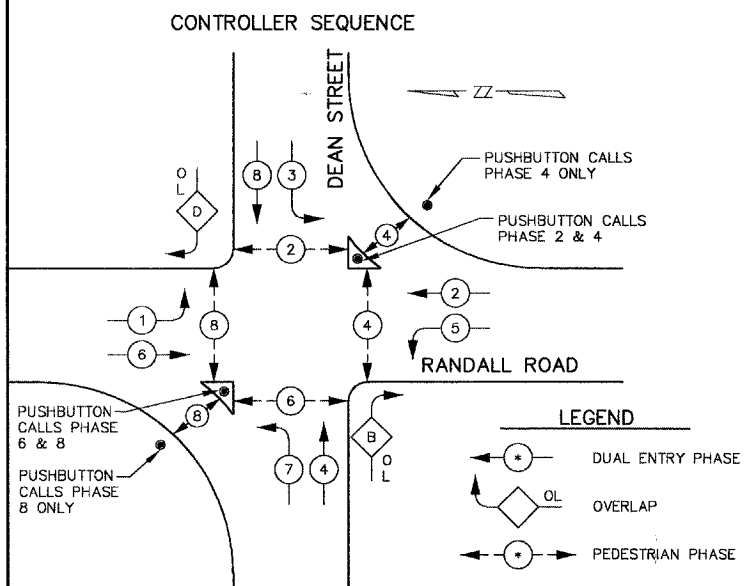 CONTROLLER SEQUENCE
DEAN STREET
Z
PUSHBUTTON CALLS
PHASE 4 ONLY
PUSHBUTTON CALLS
PHASE 2 & 4
O
L
D
8
3
2
4
1
6
8
4
2
5
RANDALL ROAD
PUSHBUTTON
CALLS PHASE
6 & 8
PUSHBUTTON
CALLS PHASE
8 ONLY
8
6
7
4
B
O
L
LEGEND
* DUAL ENTRY PHASE
OL OVERLAP
* PEDESTRIAN PHASE